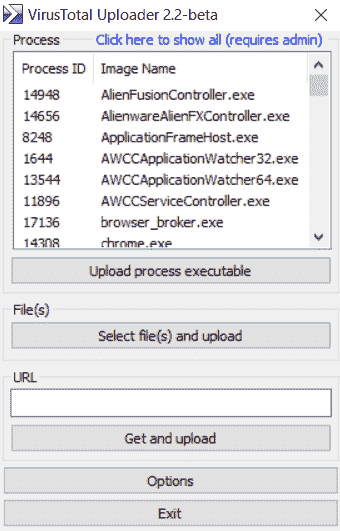 VirusTotal Uploader 2.2-beta
Process Click here to show all (requires admin)
Process ID Image Name
14948 AlienFusionController.exe
14656 AlienwareAlienFXController.exe
8248 ApplicationFrameHost.exe
1644 AWCCApplicationWatcher32.exe
13544 AWCCApplicationWatcher64.exe
11896 AWCCServiceController.exe
17136 browser_broker.exe
14308 chrome.exe
Upload process executable
File(s)
Select file(s) and upload
URL
Get and upload
Options
Exit